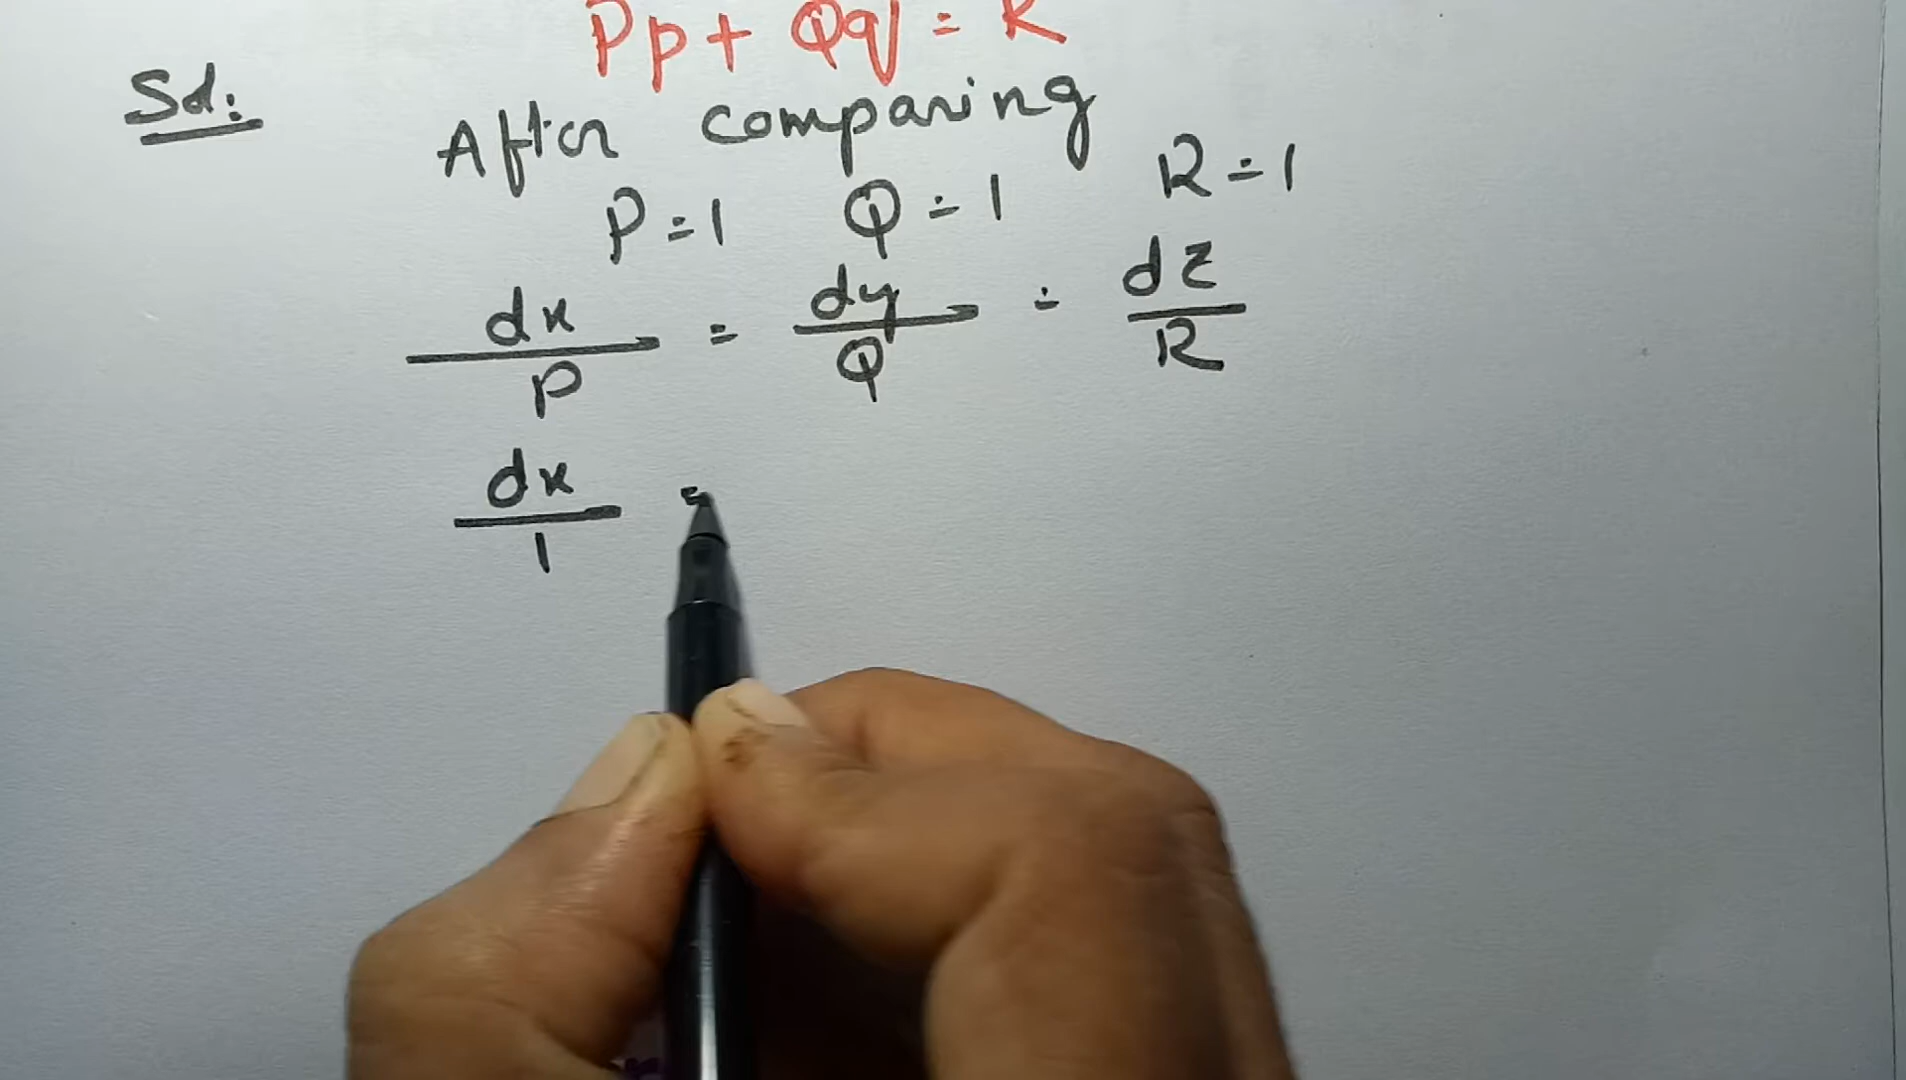 Pp + Qq = R
Sol:
After comparing
P = 1 Q = 1 R = 1
dx/P = dy/Q = dz/R
dx/1 =